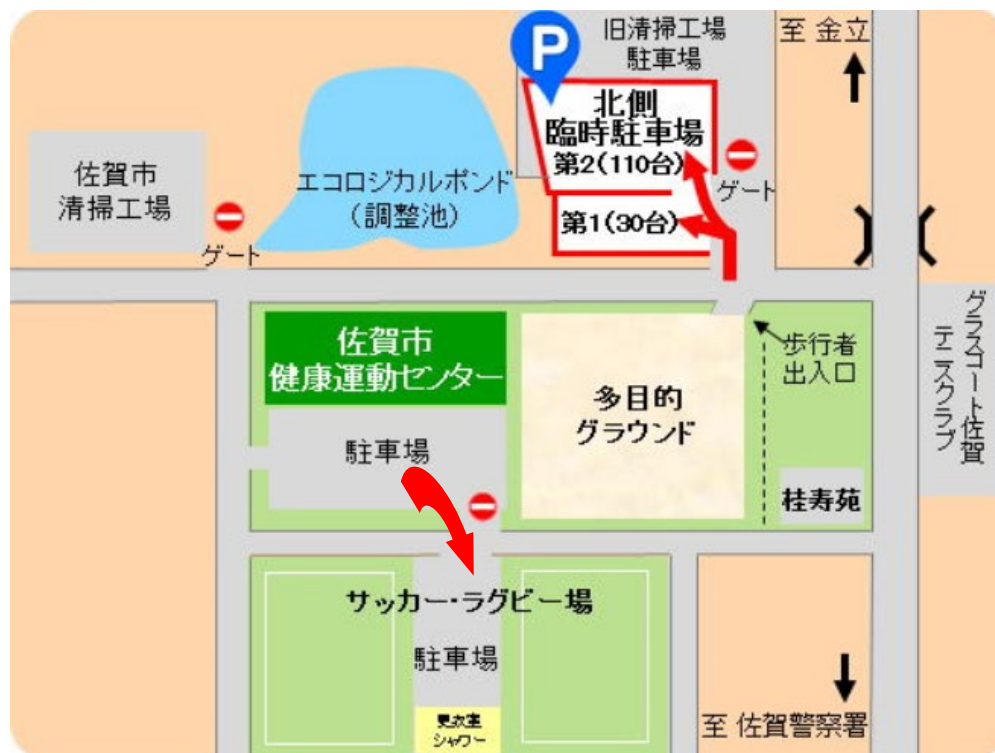 P
旧清掃工場
駐車場
至 金立
北側
臨時駐車場
第2(110台)
ゲート
第1(30台)
佐賀市
清掃工場
エコロジカルポンド
(調整池)
ゲート
佐賀市
健康運動センター
駐車場
多目的
グラウンド
歩行者
出入口
グラスコート佐賀
テニスクラブ
桂寿苑
サッカー・ラグビー場
駐車場
更衣室
シャワー
至 佐賀警察署